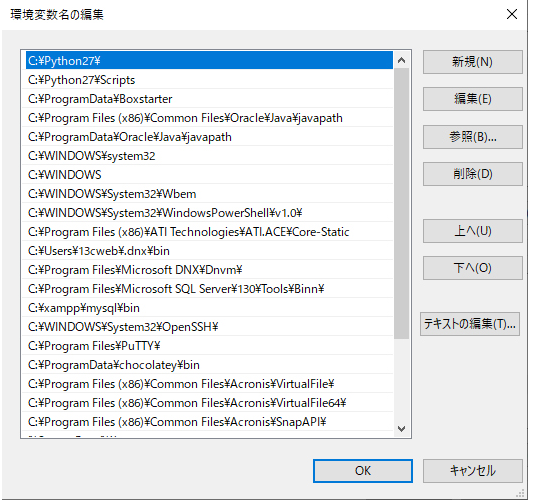 環境変数名の編集
C:¥Python27¥
C:¥Python27¥Scripts
C:¥ProgramData¥Boxstarter
C:¥Program Files (x86)¥Common Files¥Oracle¥Java¥javapath
C:¥ProgramData¥Oracle¥Java¥javapath
C:¥WINDOWS¥system32
C:¥WINDOWS
C:¥WINDOWS¥System32¥Wbem
C:¥WINDOWS¥System32¥WindowsPowerShell¥v1.0¥
C:¥Program Files (x86)¥ATI Technologies¥ATI.ACE¥Core-Static
C:¥Users¥13cweb¥.dnx¥bin
C:¥Program Files¥Microsoft DNX¥Dnvm¥
C:¥Program Files¥Microsoft SQL Server¥130¥Tools¥Binn¥
C:¥xampp¥mysql¥bin
C:¥WINDOWS¥System32¥OpenSSH¥
C:¥Program Files¥PuTTY¥
C:¥ProgramData¥chocolatey¥bin
C:¥Program Files (x86)¥Common Files¥Acronis¥VirtualFile¥
C:¥Program Files (x86)¥Common Files¥Acronis¥VirtualFile64¥
C:¥Program Files (x86)¥Common Files¥Acronis¥SnapAPI¥
新規(N)
編集(E)
参照(B)...
削除(D)
上へ(U)
下へ(O)
テキストの編集(T)...
OK
キャンセル